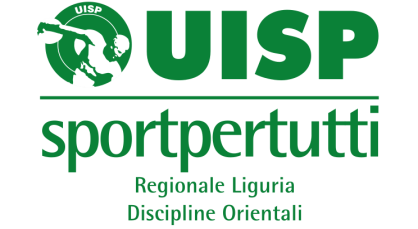 UISP
UISP
sportpertutti
Regionale Liguria
Discipline Orientali